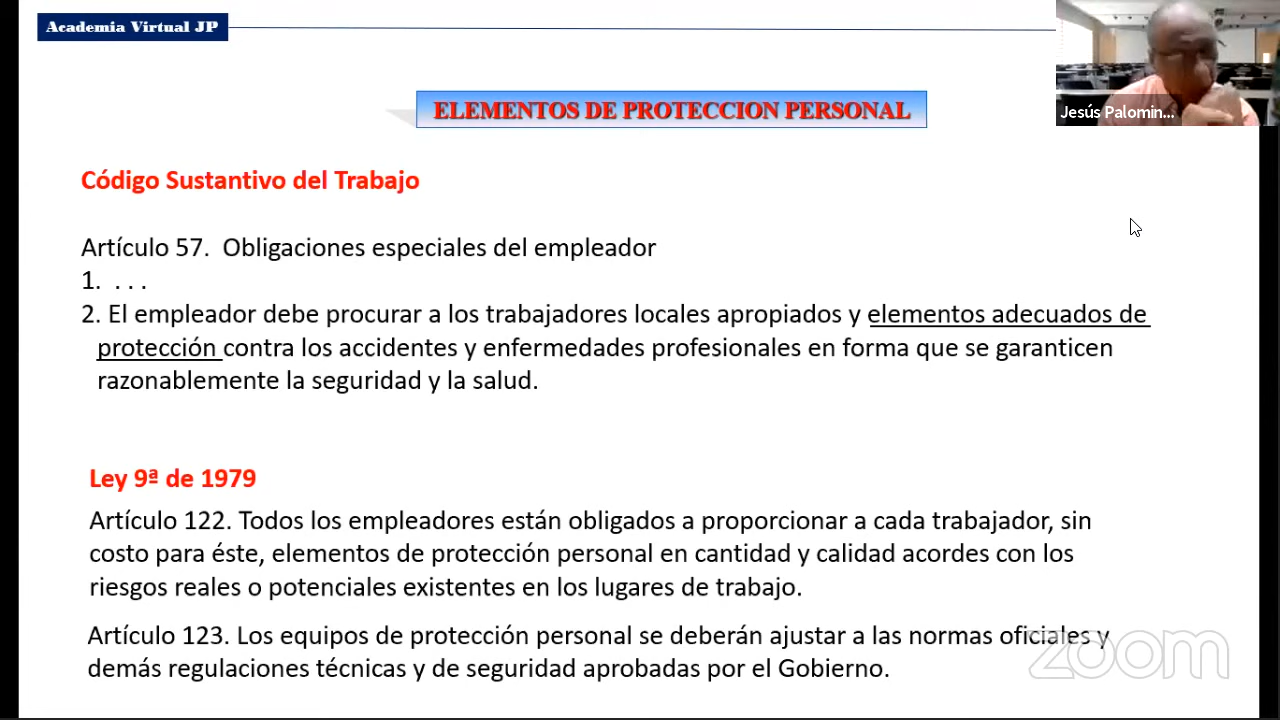 Academia Virtual JP
ELEMENTOS DE PROTECCION PERSONAL
Jesús Palomin...
Código Sustantivo del Trabajo
Artículo 57. Obligaciones especiales del empleador
1. . . .
2. El empleador debe procurar a los trabajadores locales apropiados y elementos adecuados de
protección contra los accidentes y enfermedades profesionales en forma que se garanticen
razonablemente la seguridad y la salud.
Ley 9ª de 1979
Artículo 122. Todos los empleadores están obligados a proporcionar a cada trabajador, sin
costo para éste, elementos de protección personal en cantidad y calidad acordes con los
riesgos reales o potenciales existentes en los lugares de trabajo.
Artículo 123. Los equipos de protección personal se deberán ajustar a las normas oficiales y
demás regulaciones técnicas y de seguridad aprobadas por el Gobierno.
zoom